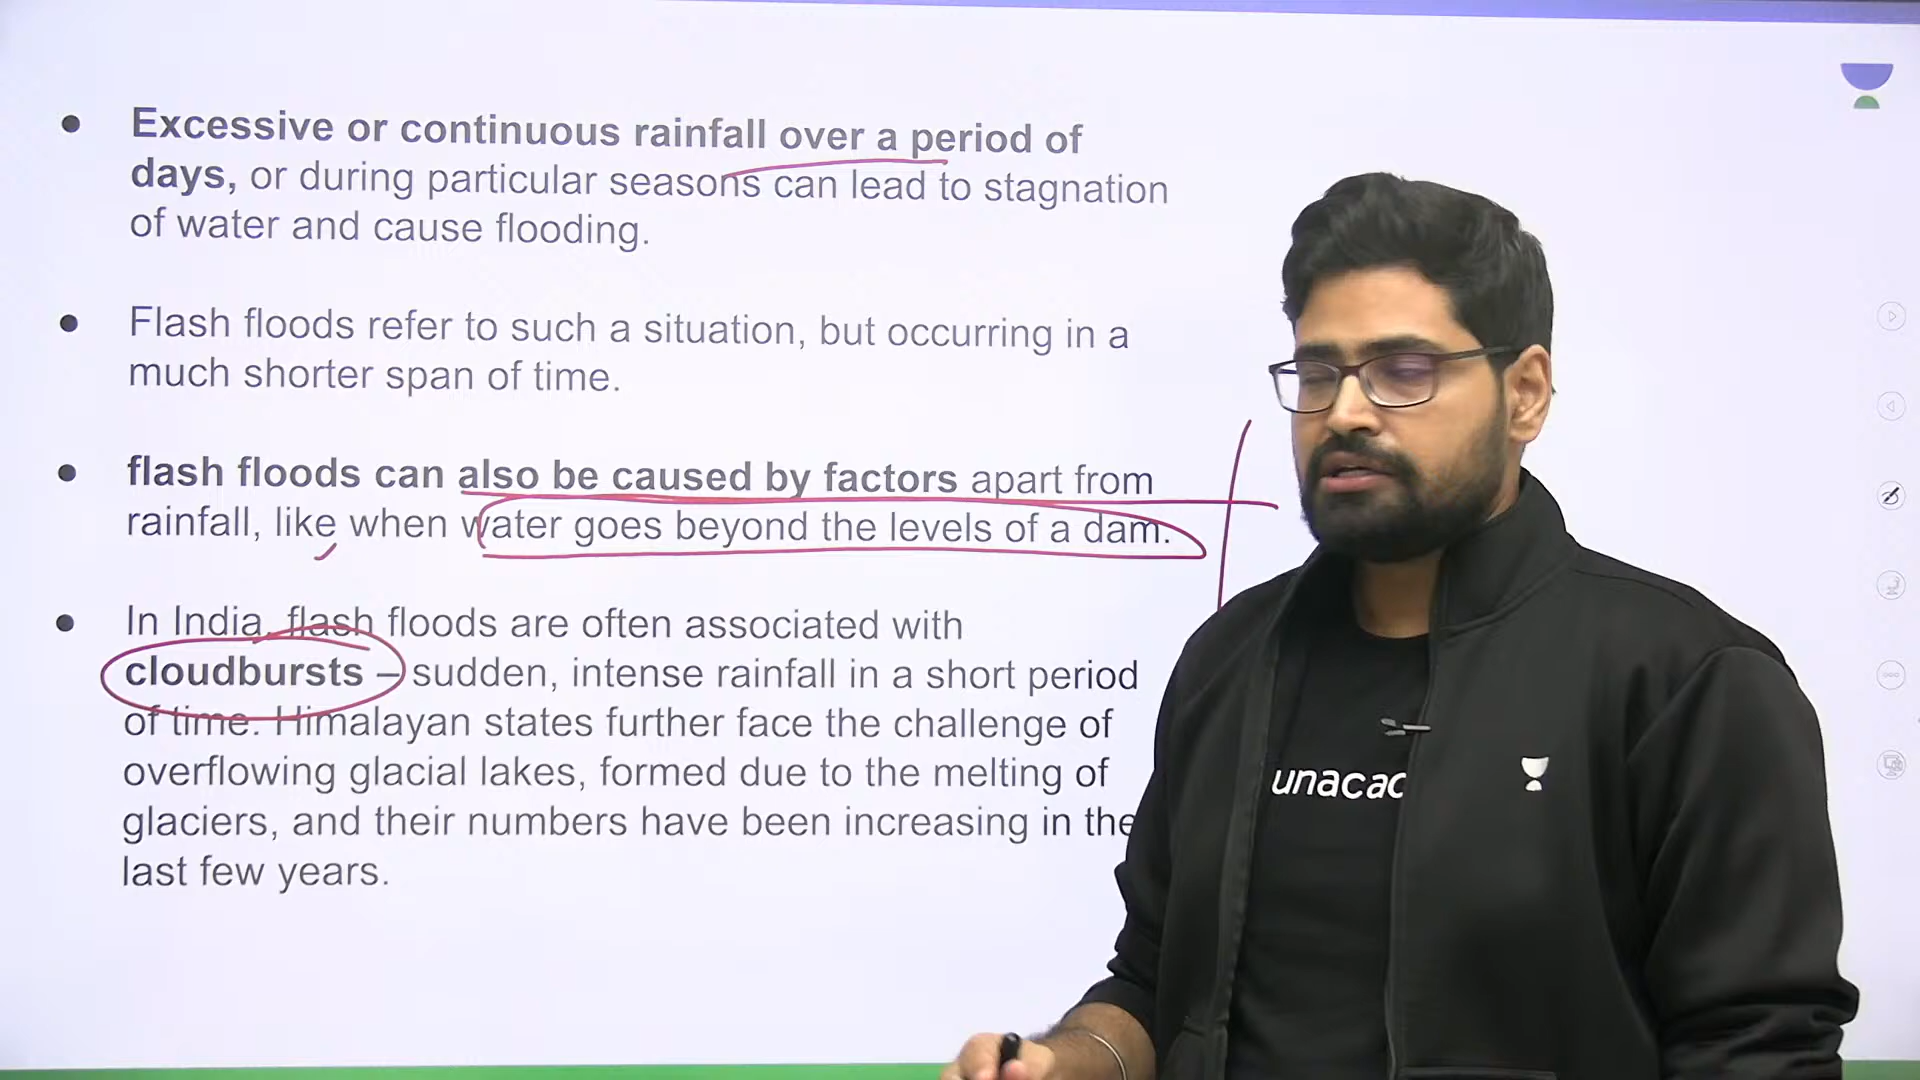 Excessive or continuous rainfall over a period of
days, or during particular seasons can lead to stagnation
of water and cause flooding.
Flash floods refer to such a situation, but occurring in a
much shorter span of time.
flash floods can also be caused by factors apart from
rainfall, like when water goes beyond the levels of a dam.
In India, flash floods are often associated with
cloudbursts – sudden, intense rainfall in a short period
of time. Himalayan states further face the challenge of
overflowing glacial lakes, formed due to the melting of
glaciers, and their numbers have been increasing in the
last few years.
unacad